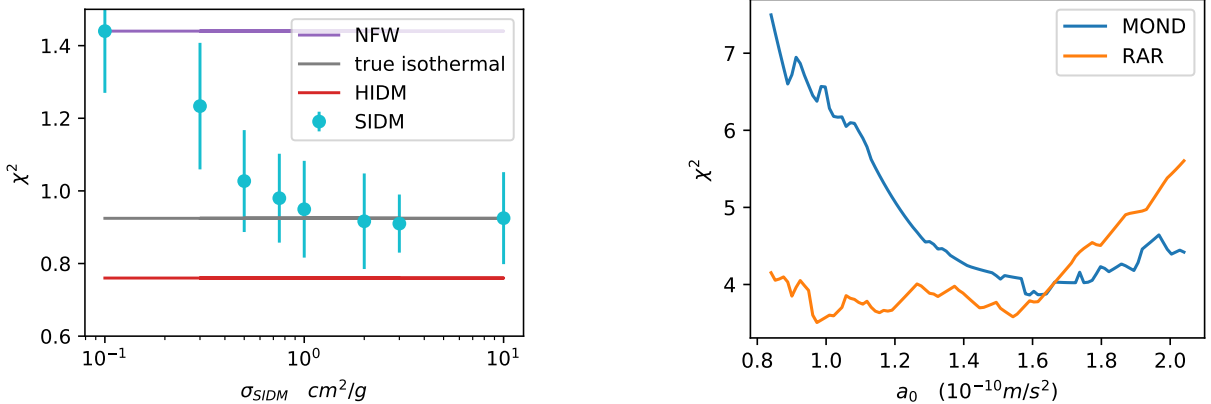 1.4
1.2
1.0
0.8
0.6
χ²
10⁻¹
10⁰
10¹
σ_SIDM cm²/g
NFW
true isothermal
HIDM
SIDM
7
6
5
4
χ²
0.8
1.0
1.2
1.4
1.6
1.8
2.0
a₀ (10⁻¹⁰m/s²)
MOND
RAR